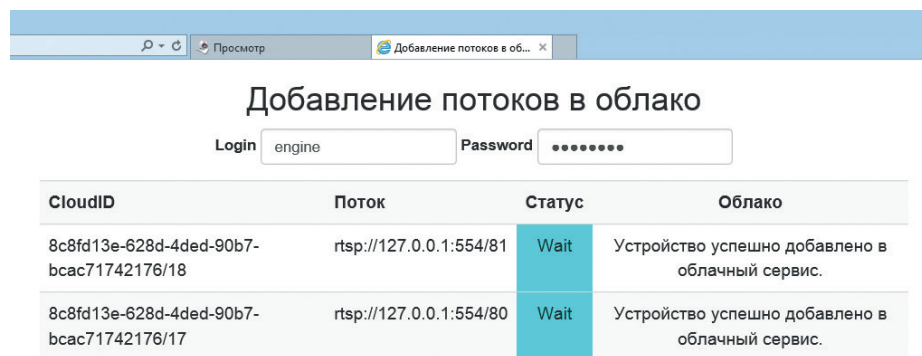 Просмотр Добавление потоков в об...
Добавление потоков в облако
Login engine Password ••••••••
CloudID Поток Статус Облако
8c8fd13e-628d-4ded-90b7- rtsp://127.0.0.1:554/81 Wait Устройство успешно добавлено в
bcac71742176/18 облачный сервис.
8c8fd13e-628d-4ded-90b7- rtsp://127.0.0.1:554/80 Wait Устройство успешно добавлено в
bcac71742176/17 облачный сервис.